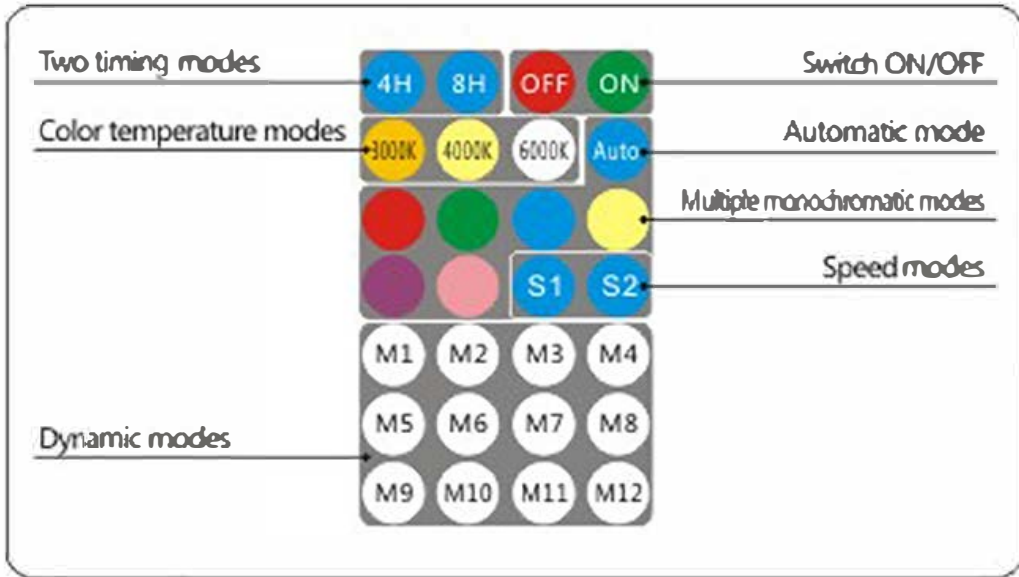 Two timing modes
4H 8H OFF ON
Switch ON/OFF
Color temperature modes
3000K 4000K 6000K Auto
Automatic mode
Multiple monochromatic modes
S1 S2
Speed modes
M1 M2 M3 M4
M5 M6 M7 M8
Dynamic modes
M9 M10 M11 M12